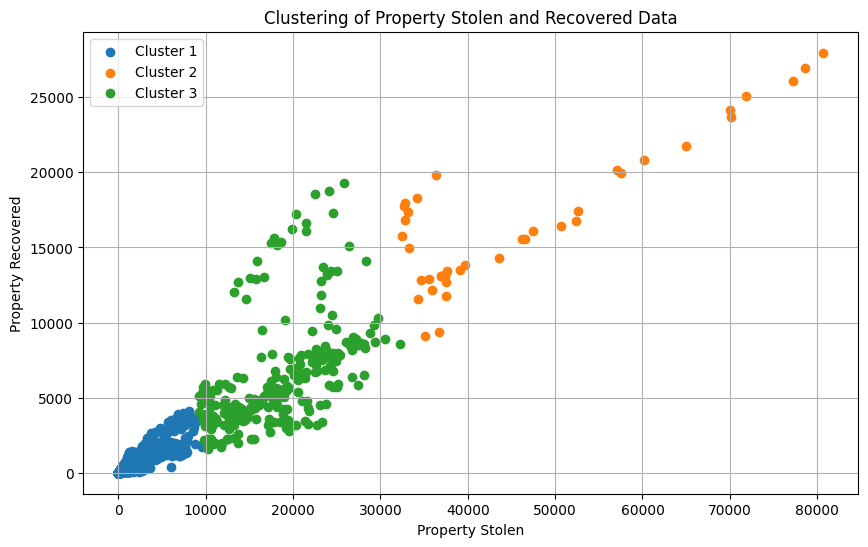 Clustering of Property Stolen and Recovered Data
Cluster 1
Cluster 2
Cluster 3
25000
20000
15000
10000
5000
0
Property Recovered
0 10000 20000 30000 40000 50000 60000 70000 80000
Property Stolen